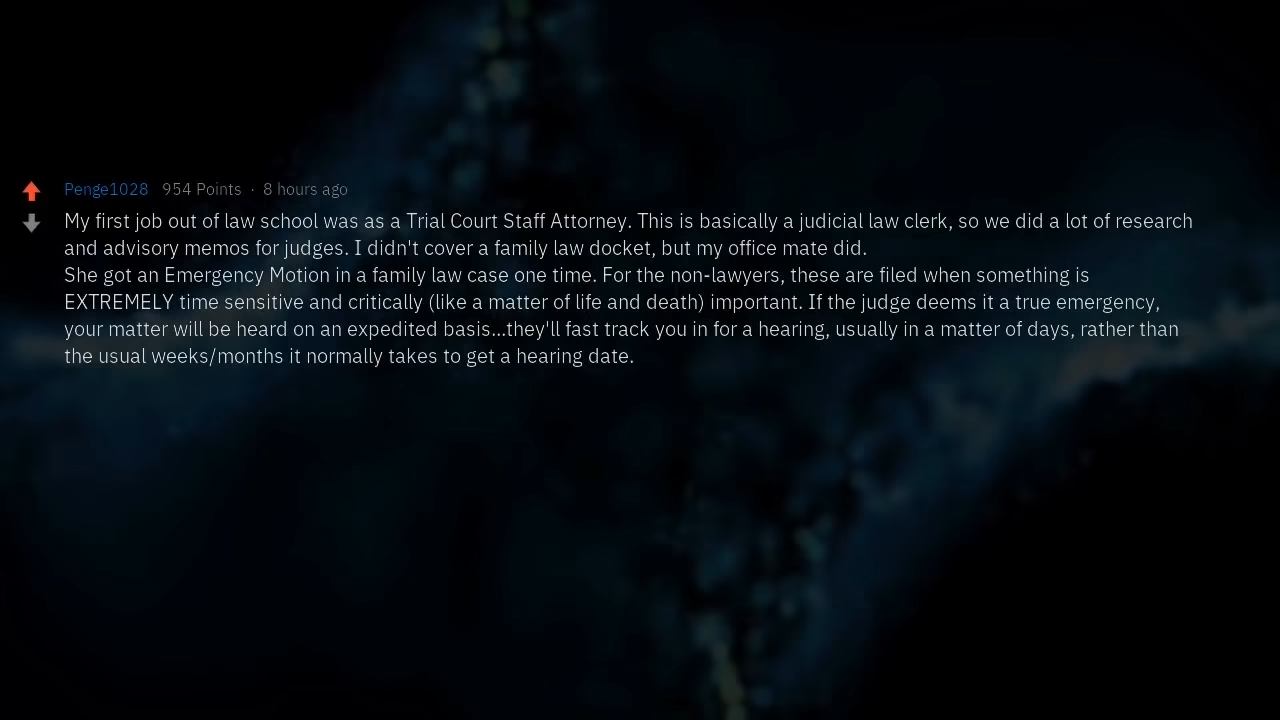 Penge1028 954 Points · 8 hours ago
My first job out of law school was as a Trial Court Staff Attorney. This is basically a judicial law clerk, so we did a lot of research
and advisory memos for judges. I didn't cover a family law docket, but my office mate did.
She got an Emergency Motion in a family law case one time. For the non-lawyers, these are filed when something is
EXTREMELY time sensitive and critically (like a matter of life and death) important. If the judge deems it a true emergency,
your matter will be heard on an expedited basis...they'll fast track you in for a hearing, usually in a matter of days, rather than
the usual weeks/months it normally takes to get a hearing date.